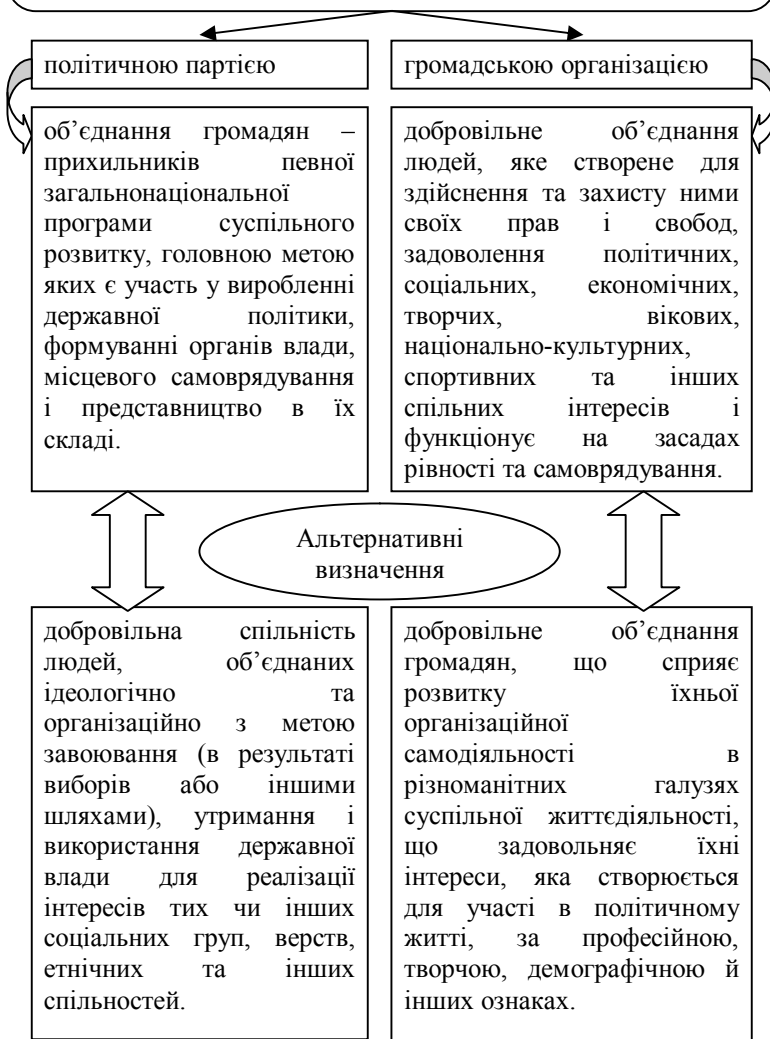 політичною партією
громадською організацією
об’єднання громадян –
прихильників певної
загальнонаціональної
програми суспільного
розвитку, головною метою
яких є участь у виробленні
державної політики,
формуванні органів влади,
місцевого самоврядування
і представництво в їх
складі.
добровільне об’єднання
людей, яке створене для
здійснення та захисту ними
своїх прав і свобод,
задоволення політичних,
соціальних, економічних,
творчих, вікових,
національно-культурних,
спортивних та інших
спільних інтересів і
функціонує на засадах
рівності та самоврядування.
Альтернативні
визначення
добровільна спільність
людей, об’єднаних
ідеологічно та
організаційно з метою
завоювання (в результаті
виборів або іншими
шляхами), утримання і
використання державної
влади для реалізації
інтересів тих чи інших
соціальних груп, верств,
етнічних та інших
спільностей.
добровільне об’єднання
громадян, що сприяє
розвитку їхньої
організаційної
самодіяльності в
різноманітних галузях
суспільної життєдіяльності,
що задовольняє їхні
інтереси, яка створюється
для участі в політичному
житті, за професійною,
творчою, демографічною й
інших ознаках.